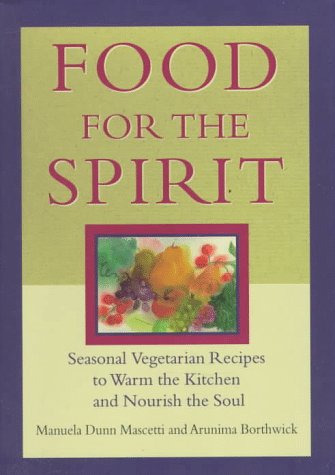 FOOD
FOR THE
SPIRIT
Seasonal Vegetarian Recipes
to Warm the Kitchen
and Nourish the Soul
Manuela Dunn Mascetti and Arunima Borthwick